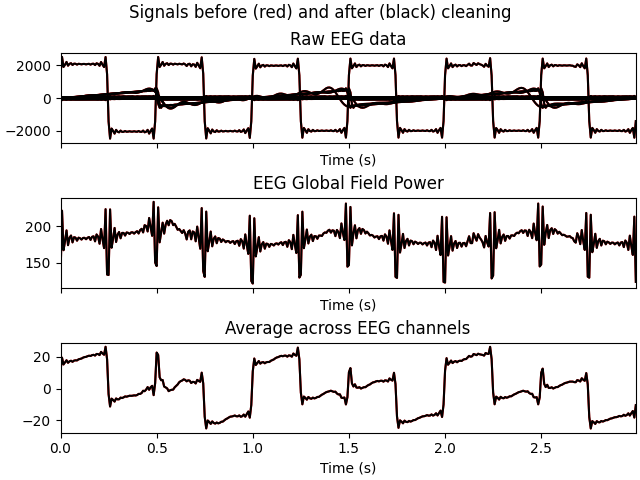 Signals before (red) and after (black) cleaning
Raw EEG data
2000
0
−2000
Time (s)
EEG Global Field Power
200
150
Time (s)
Average across EEG channels
20
0
−20
0.0 0.5 1.0 1.5 2.0 2.5
Time (s)